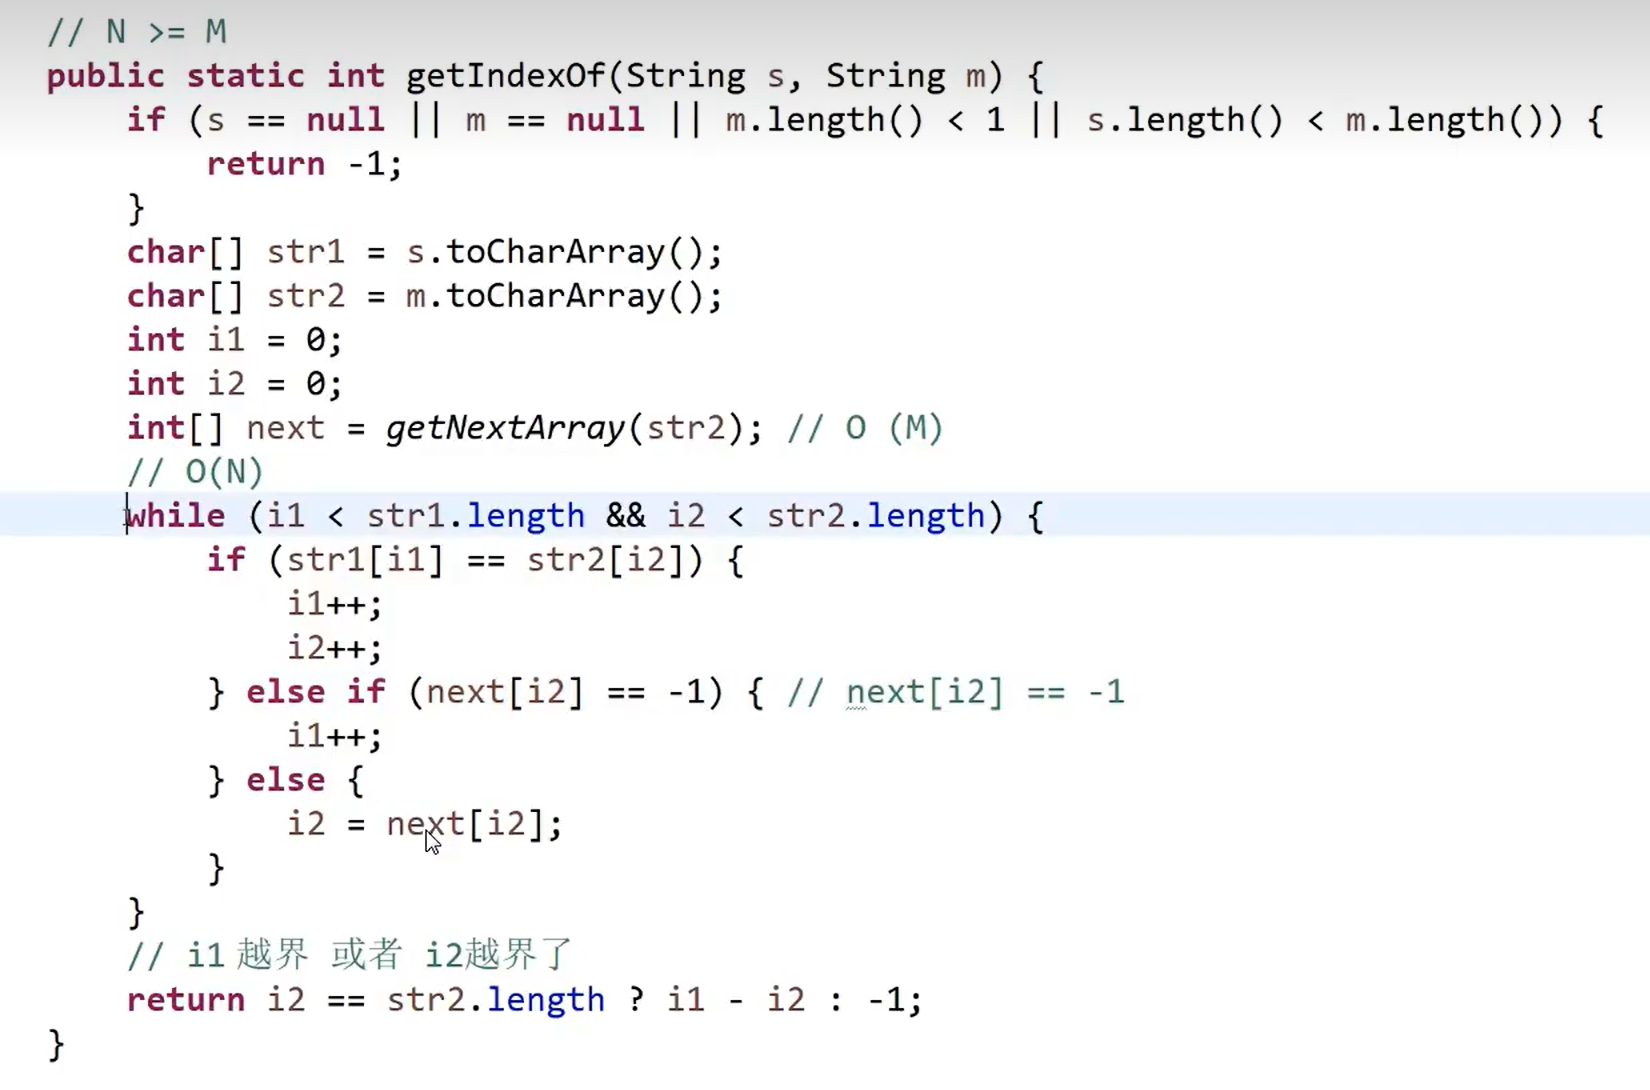 // N >= M
public static int getIndexOf(String s, String m) {
    if (s == null || m == null || m.length() < 1 || s.length() < m.length()) {
        return -1;
    }
    char[] str1 = s.toCharArray();
    char[] str2 = m.toCharArray();
    int i1 = 0;
    int i2 = 0;
    int[] next = getNextArray(str2); // O (M)
    // O(N)
    while (i1 < str1.length && i2 < str2.length) {
        if (str1[i1] == str2[i2]) {
            i1++;
            i2++;
        } else if (next[i2] == -1) { // next[i2] == -1
            i1++;
        } else {
            i2 = next[i2];
        }
    }
    // i1 越界 或者 i2越界了
    return i2 == str2.length ? i1 - i2 : -1;
}